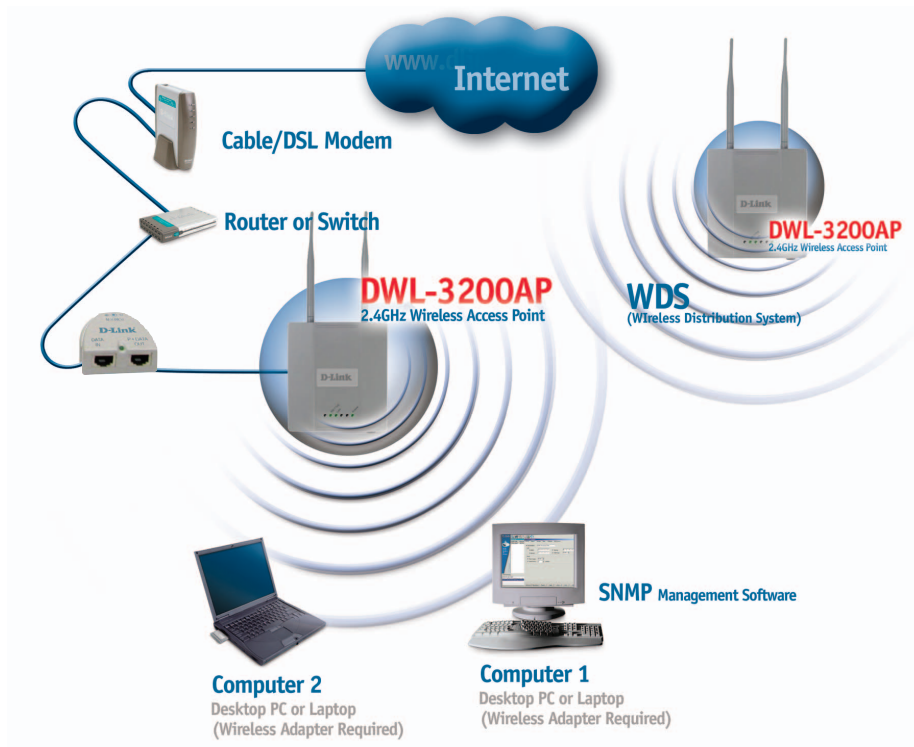 www.d
Internet
Cable/DSL Modem
D-Link
DWL-3200AP
2.4GHz Wireless Access Point
Router or Switch
DWL-3200AP
2.4GHz Wireless Access Point
WDS
(WIreless Distribution System)
D-Link
D-Link
SNMP Management Software
Computer 2
Desktop PC or Laptop
(Wireless Adapter Required)
Computer 1
Desktop PC or Laptop
(Wireless Adapter Required)